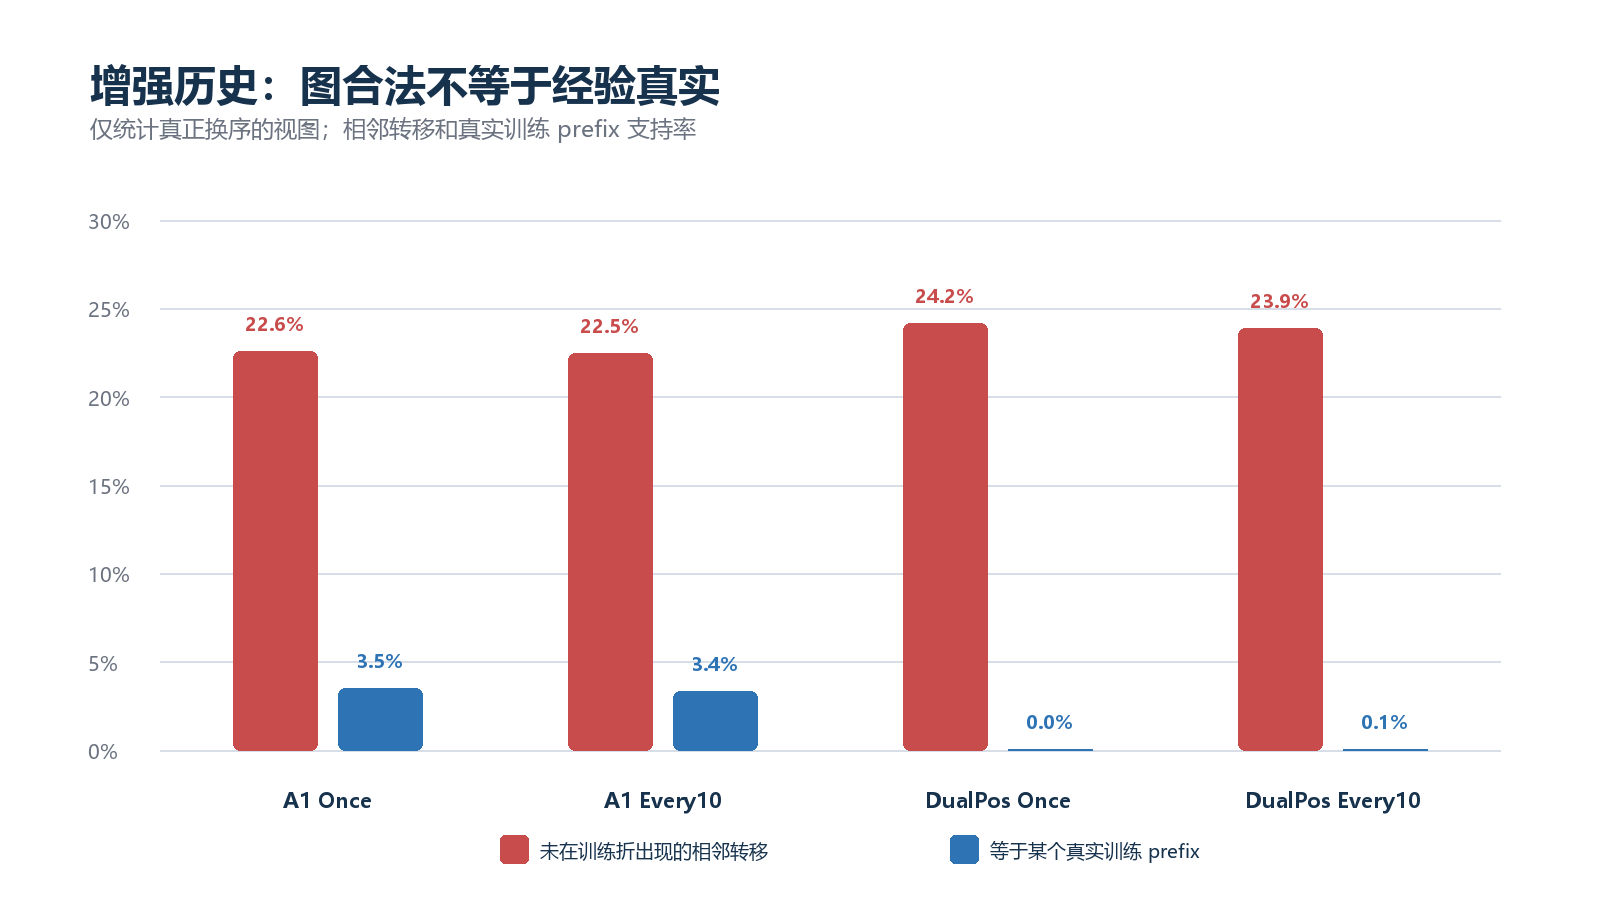 增强历史：图合法不等于经验真实
仅统计真正换序的视图；相邻转移和真实训练 prefix 支持率
30%
25%
20%
15%
10%
5%
0%
22.6%
3.5%
22.5%
3.4%
24.2%
0.0%
23.9%
0.1%
A1 Once
A1 Every10
DualPos Once
DualPos Every10
未在训练折出现的相邻转移
等于某个真实训练 prefix